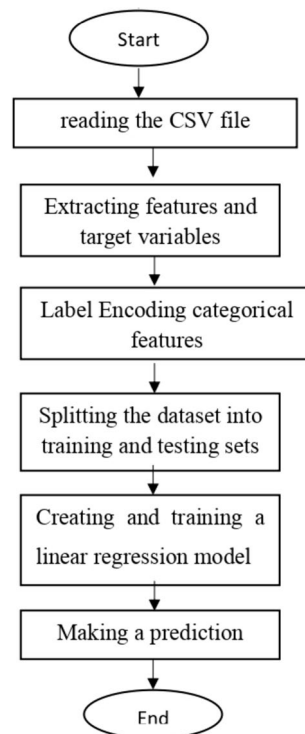 Start
reading the CSV file
Extracting features and
target variables
Label Encoding categorical
features
Splitting the dataset into
training and testing sets
Creating and training a
linear regression model
Making a prediction
End